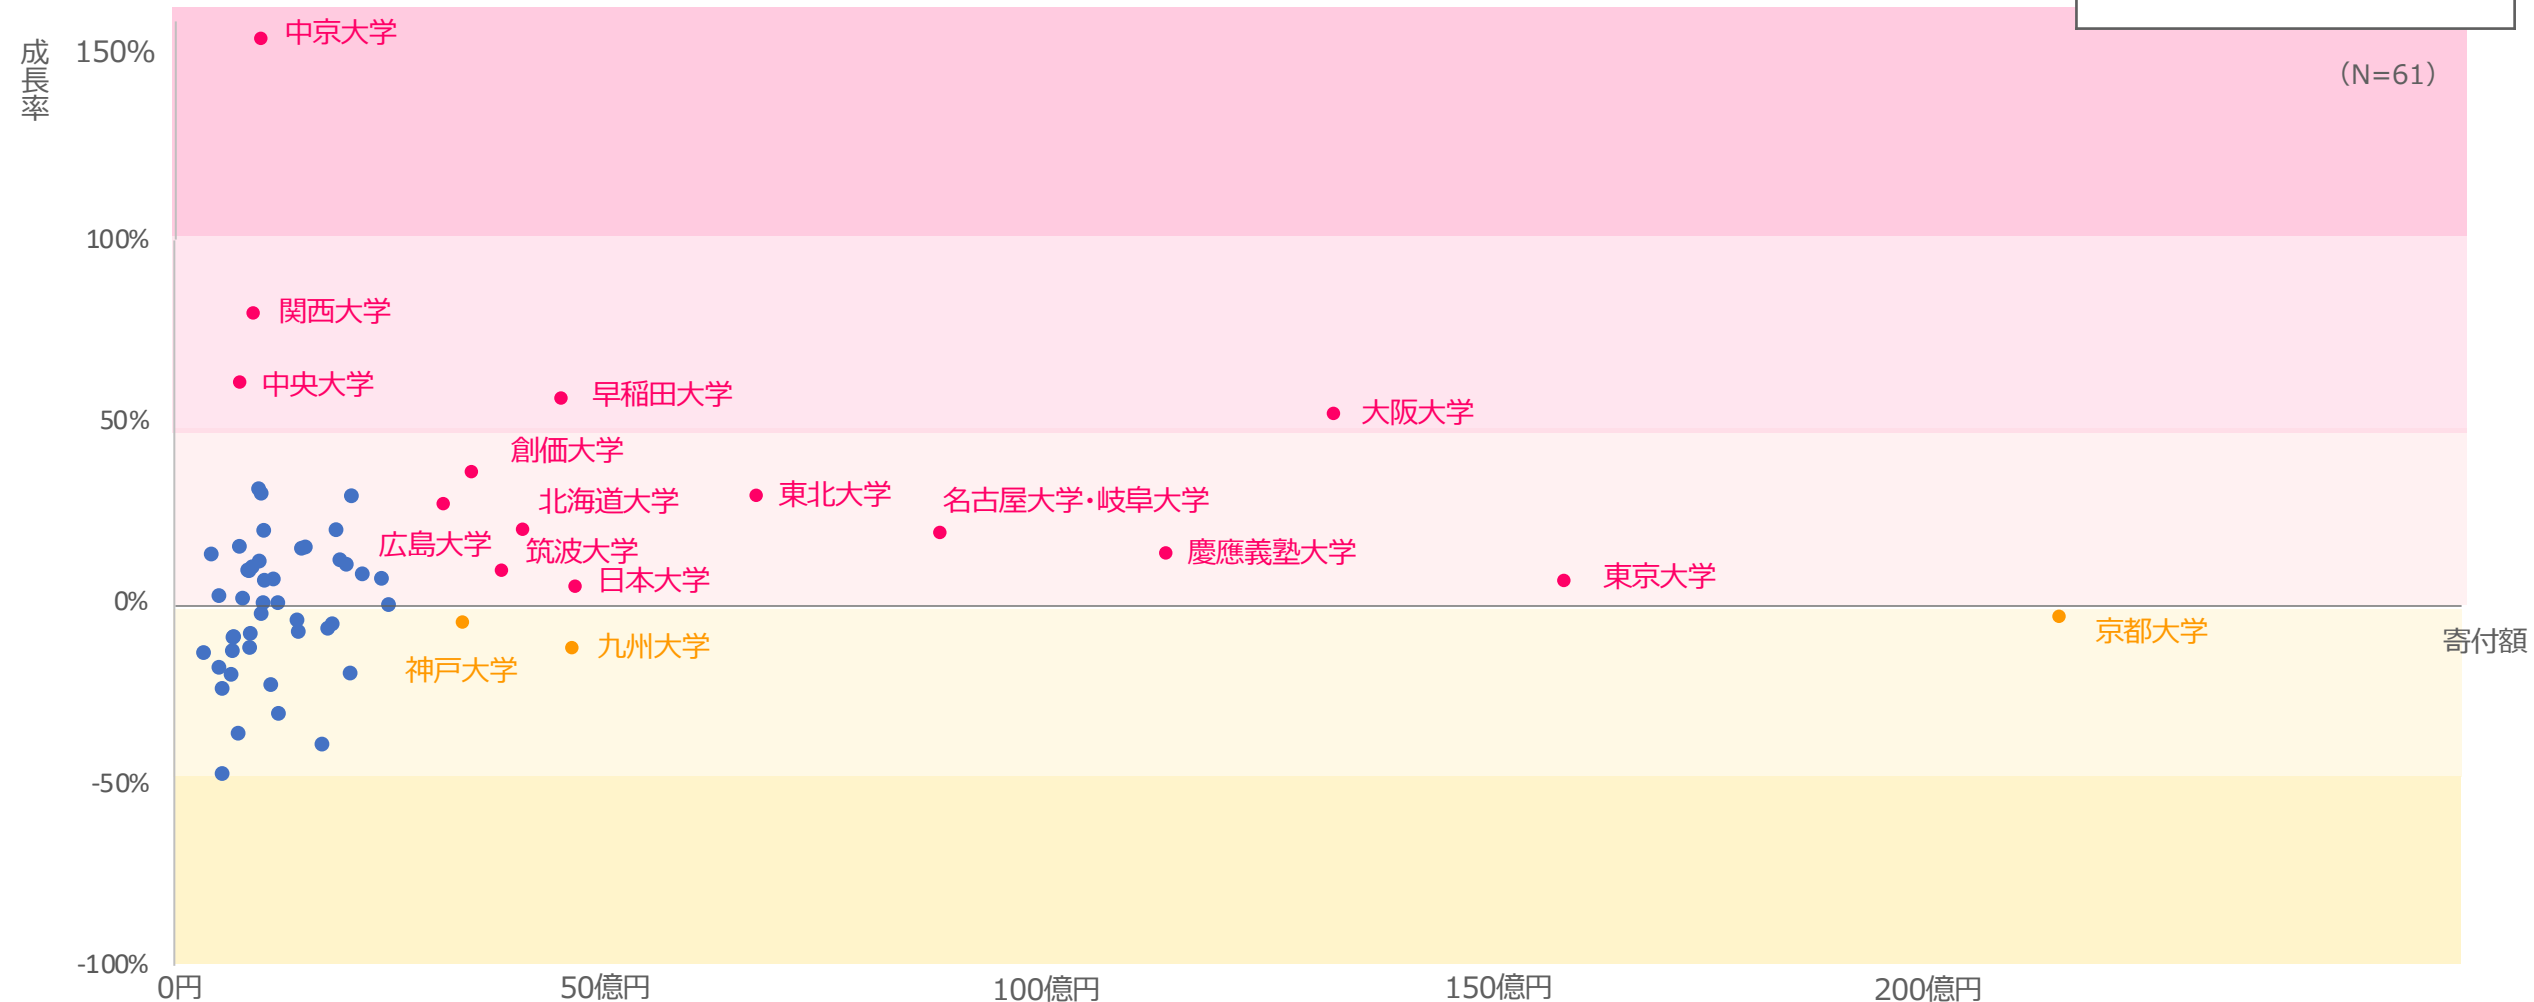 成長率
150%
中京大学
（N=61）
100%
関西大学
中央大学
早稲田大学
大阪大学
50%
創価大学
北海道大学
東北大学
名古屋大学・岐阜大学
広島大学
筑波大学
慶應義塾大学
日本大学
東京大学
0%
京都大学
寄付額
九州大学
神戸大学
-50%
-100%
0円
50億円
100億円
150億円
200億円